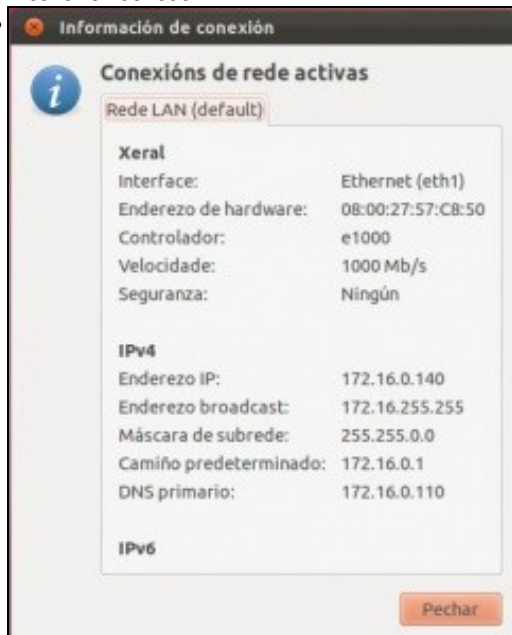 Información de conexión
Conexións de rede activas
Rede LAN (default)
Xeral
Interface: Ethernet (eth1)
Enderezo de hardware: 08:00:27:57:C8:50
Controlador: e1000
Velocidade: 1000 Mb/s
Seguranza: Ningún
IPv4
Enderezo IP: 172.16.0.140
Enderezo broadcast: 172.16.255.255
Máscara de subrede: 255.255.0.0
Camiño predeterminado: 172.16.0.1
DNS primario: 172.16.0.110
IPv6
Pechar